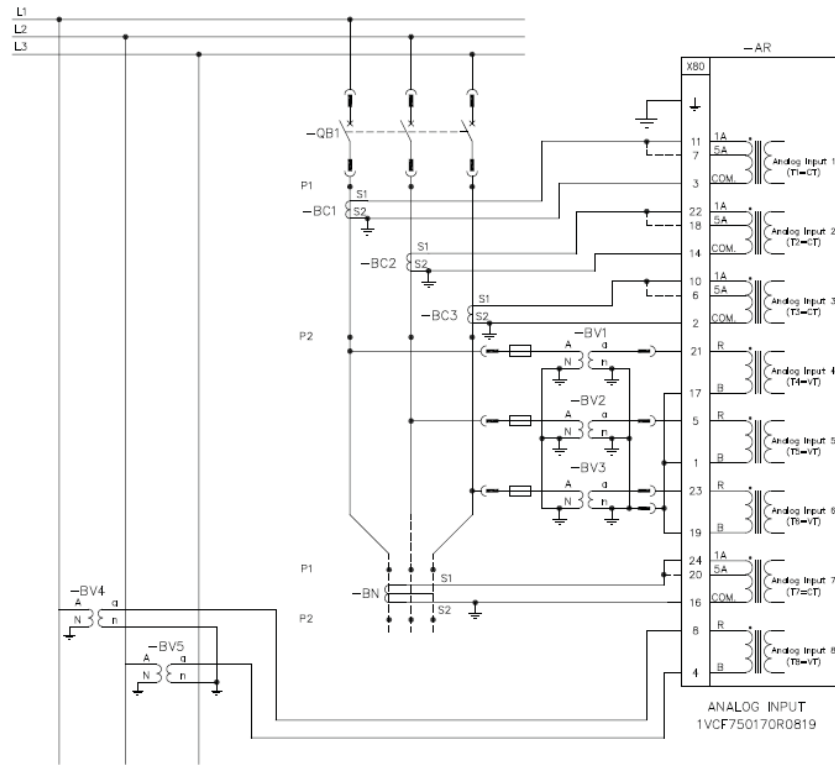 L1
L2
L3
-AR
X80
-QB1
11 1A
7 5A
Analog Input 1
(T1=CT)
3 COM.
P1
S1
-BC1 S2
22 1A
18 5A
Analog Input 2
(T2=CT)
14 COM.
S1
-BC2 S2
10 1A
6 5A
Analog Input 3
(T3=CT)
2 COM.
S1
-BC3 S2
P2
-BV1
A a
N n
21 R
Analog Input 4
(T4=VT)
17 B
-BV2
A a
N n
5 R
Analog Input 5
(T5=VT)
1 B
-BV3
A a
N n
23 R
Analog Input 6
(T6=VT)
19 B
P1
S1
-BN
S2
P2
24 1A
20 5A
Analog Input 7
(T7=CT)
16 COM.
-BV4
A a
N n
8 R
Analog Input 8
(T8=VT)
4 B
-BV5
A a
N n
ANALOG INPUT
1VCF750170R0819